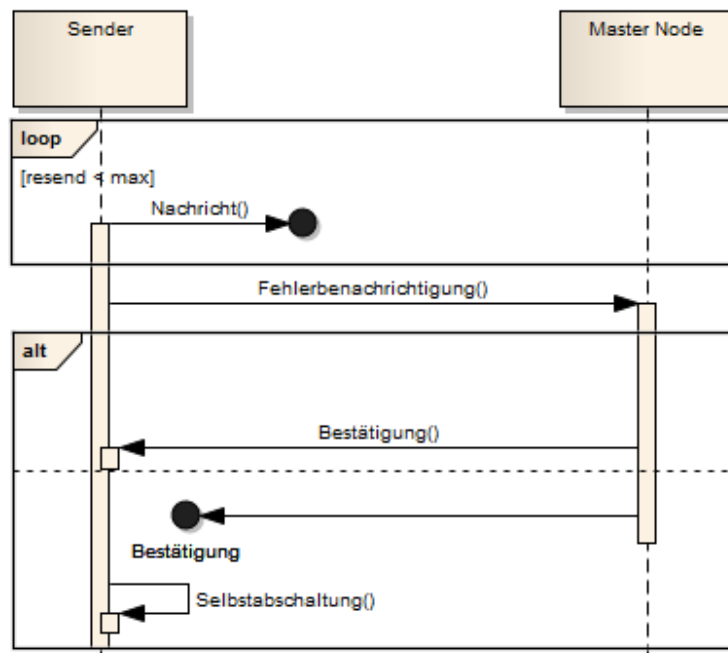 Sender
Master Node
loop
[resend < max]
Nachricht()
Fehlerbenachrichtigung()
alt
Bestätigung()
Bestätigung
Selbstabschaltung()